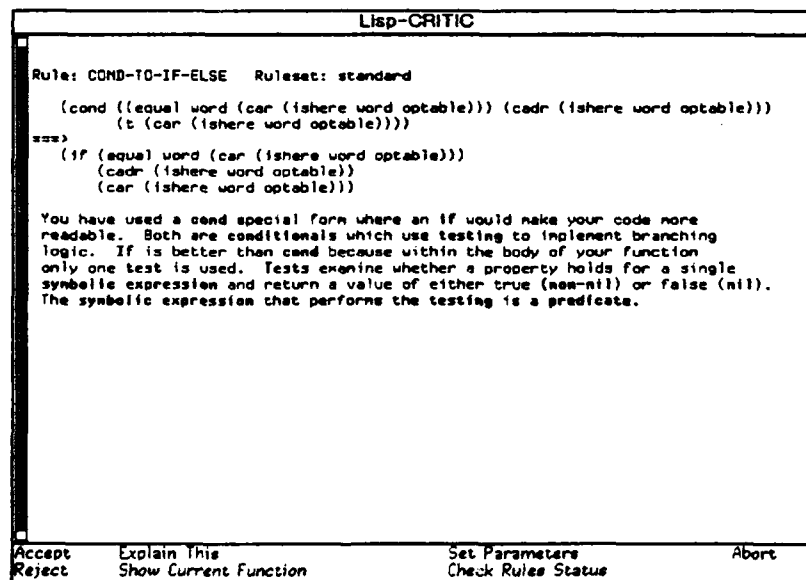 Lisp-CRITIC
Rule: COND-TO-IF-ELSE Ruleset: standard
(cond ((equal word (car (ishere word optable))) (cadr (ishere word optable)))
(t (car (ishere word optable))))
===>
(if (equal word (car (ishere word optable)))
(cadr (ishere word optable))
(car (ishere word optable)))
You have used a cond special form where an if would make your code more
readable. Both are conditionals which use testing to implement branching
logic. If is better than cond because within the body of your function
only one test is used. Tests examine whether a property holds for a single
symbolic expression and return a value of either true (non-nil) or false (nil).
The symbolic expression that performs the testing is a predicate.
Accept Explain This Set Parameters Abort
Reject Show Current Function Check Rules Status